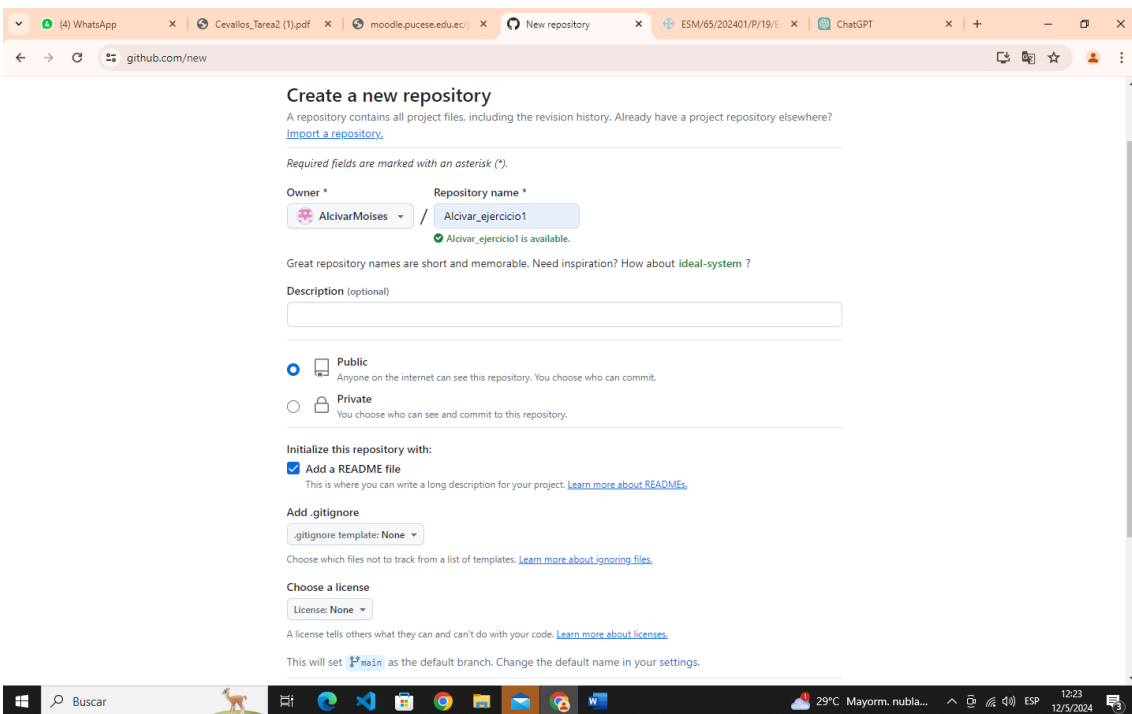 (4) WhatsApp
Cevallos_Tarea2 (1).pdf
moodle.pucese.edu.ec/
New repository
ESM/65/202401/P/19/E
ChatGPT
github.com/new
Create a new repository
A repository contains all project files, including the revision history. Already have a project repository elsewhere?
Import a repository.
Required fields are marked with an asterisk (*).
Owner * Repository name *
AlcivarMoises / Alcivar_ejercicio1
Alcivar_ejercicio1 is available.
Great repository names are short and memorable. Need inspiration? How about ideal-system ?
Description (optional)
Public
Anyone on the internet can see this repository. You choose who can commit.
Private
You choose who can see and commit to this repository.
Initialize this repository with:
Add a README file
This is where you can write a long description for your project. Learn more about READMEs.
Add .gitignore
.gitignore template: None
Choose which files not to track from a list of templates. Learn more about ignoring files.
Choose a license
License: None
A license tells others what they can and can't do with your code. Learn more about licenses.
This will set main as the default branch. Change the default name in your settings.
Buscar
29°C Mayorm. nubla...
ESP
12:23
12/5/2024
3